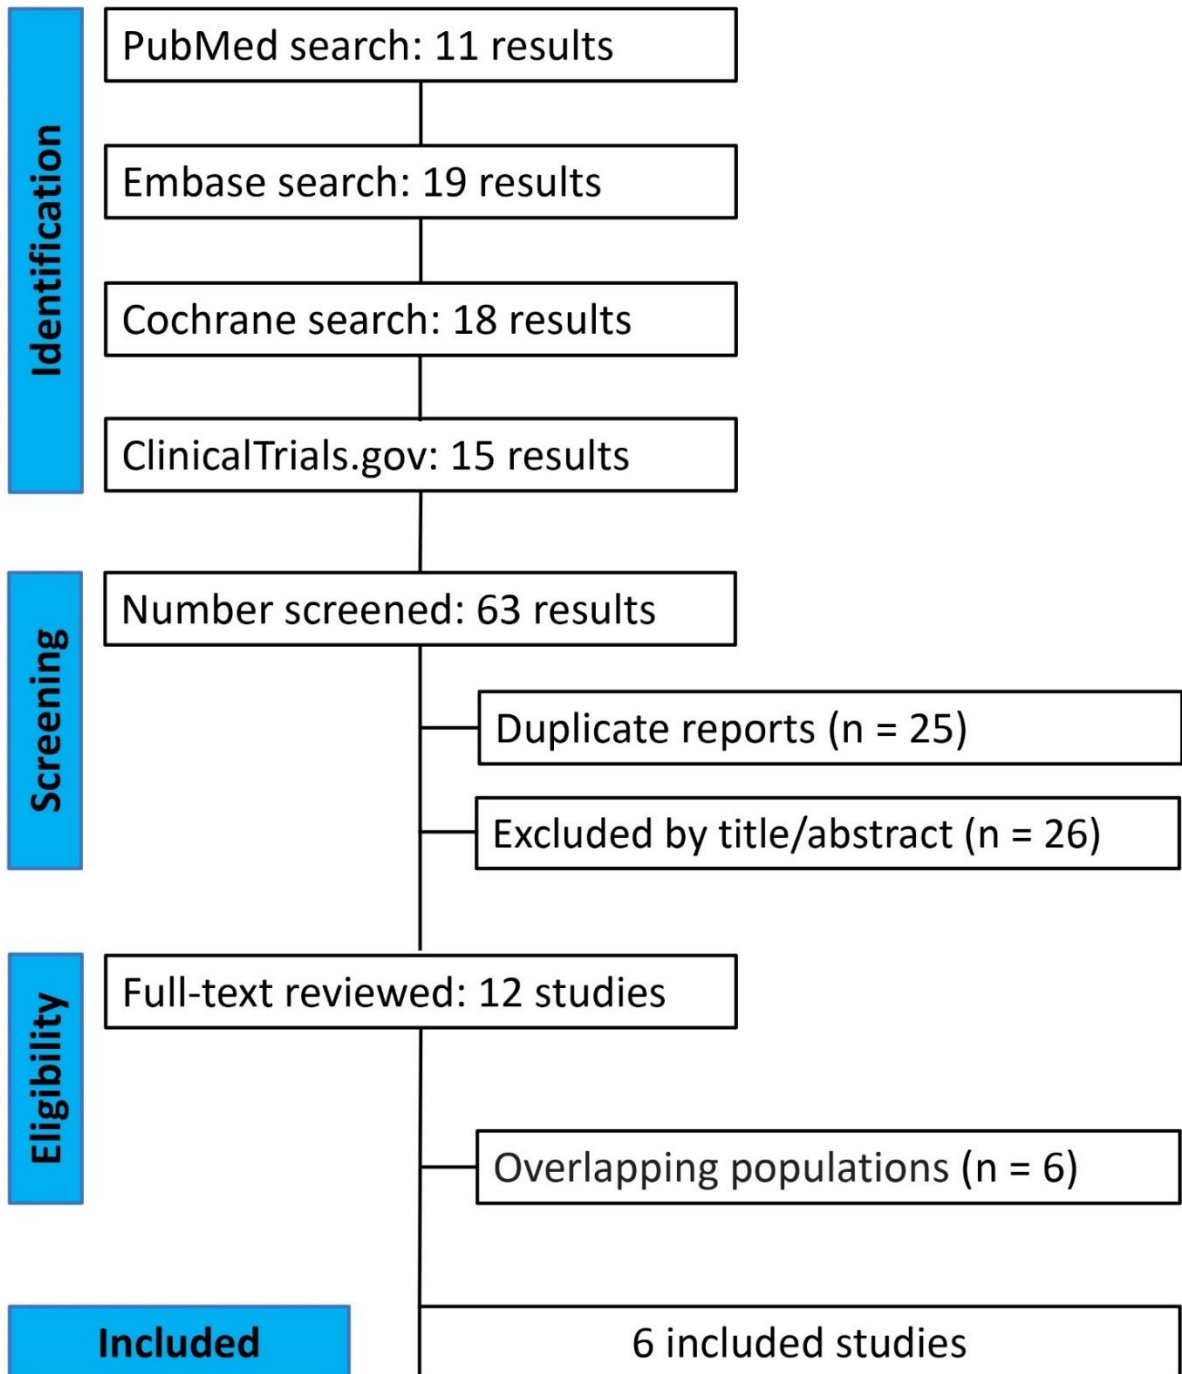 Identification
PubMed search: 11 results
Embase search: 19 results
Cochrane search: 18 results
ClinicalTrials.gov: 15 results
Screening
Number screened: 63 results
Duplicate reports (n = 25)
Excluded by title/abstract (n = 26)
Eligibility
Full-text reviewed: 12 studies
Overlapping populations (n = 6)
Included
6 included studies